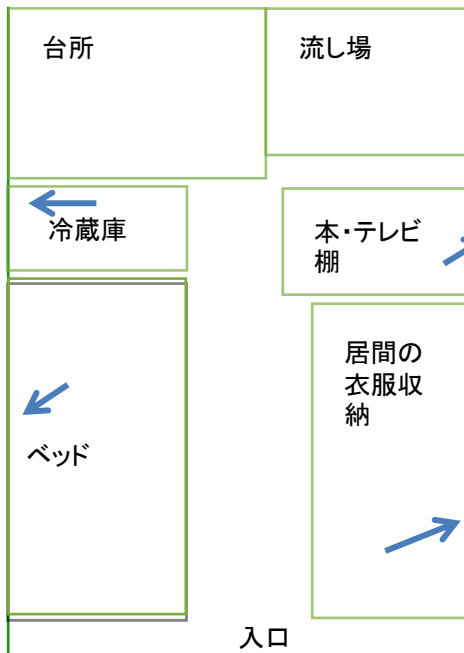 台所
流し場
冷蔵庫
本・テレビ
棚
居間の
衣服収
納
ベッド
入口